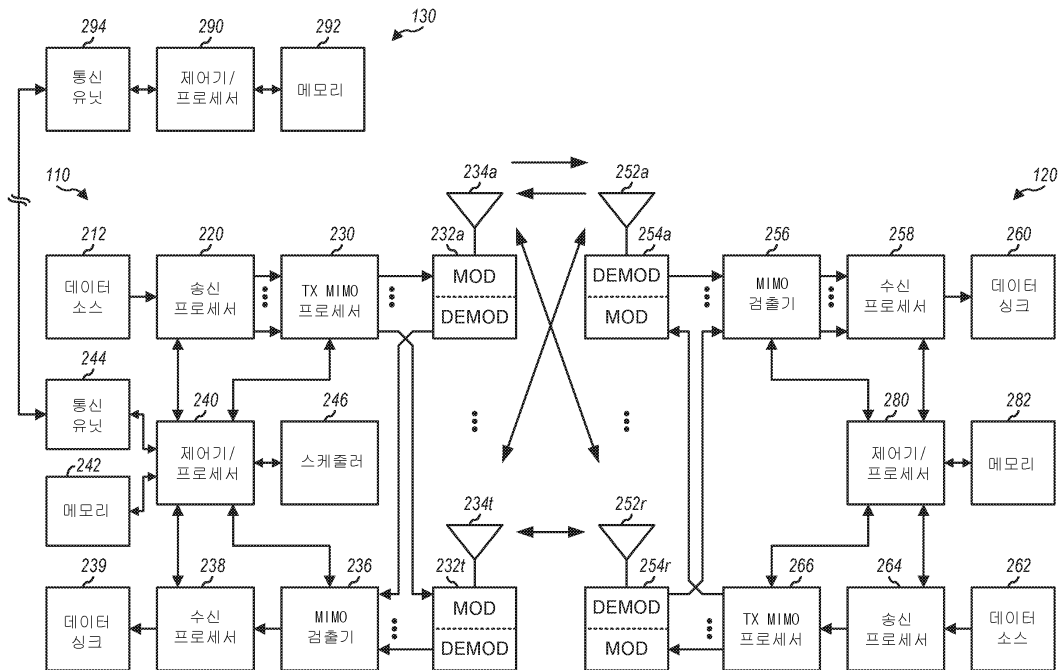 294
290
292
130
통신
유닛
제어기/
프로세서
메모리
110
234a
252a
120
212
220
230
232a
254a
256
258
260
데이터
소스
송신
프로세서
TX MIMO
프로세서
MOD
DEMOD
DEMOD
MOD
MIMO
검출기
수신
프로세서
데이터
싱크
244
통신
유닛
240
246
280
282
제어기/
프로세서
스케줄러
제어기/
프로세서
메모리
242
메모리
234t
252r
239
238
236
232t
254r
266
264
262
데이터
싱크
수신
프로세서
MIMO
검출기
MOD
DEMOD
DEMOD
MOD
TX MIMO
프로세서
송신
프로세서
데이터
소스